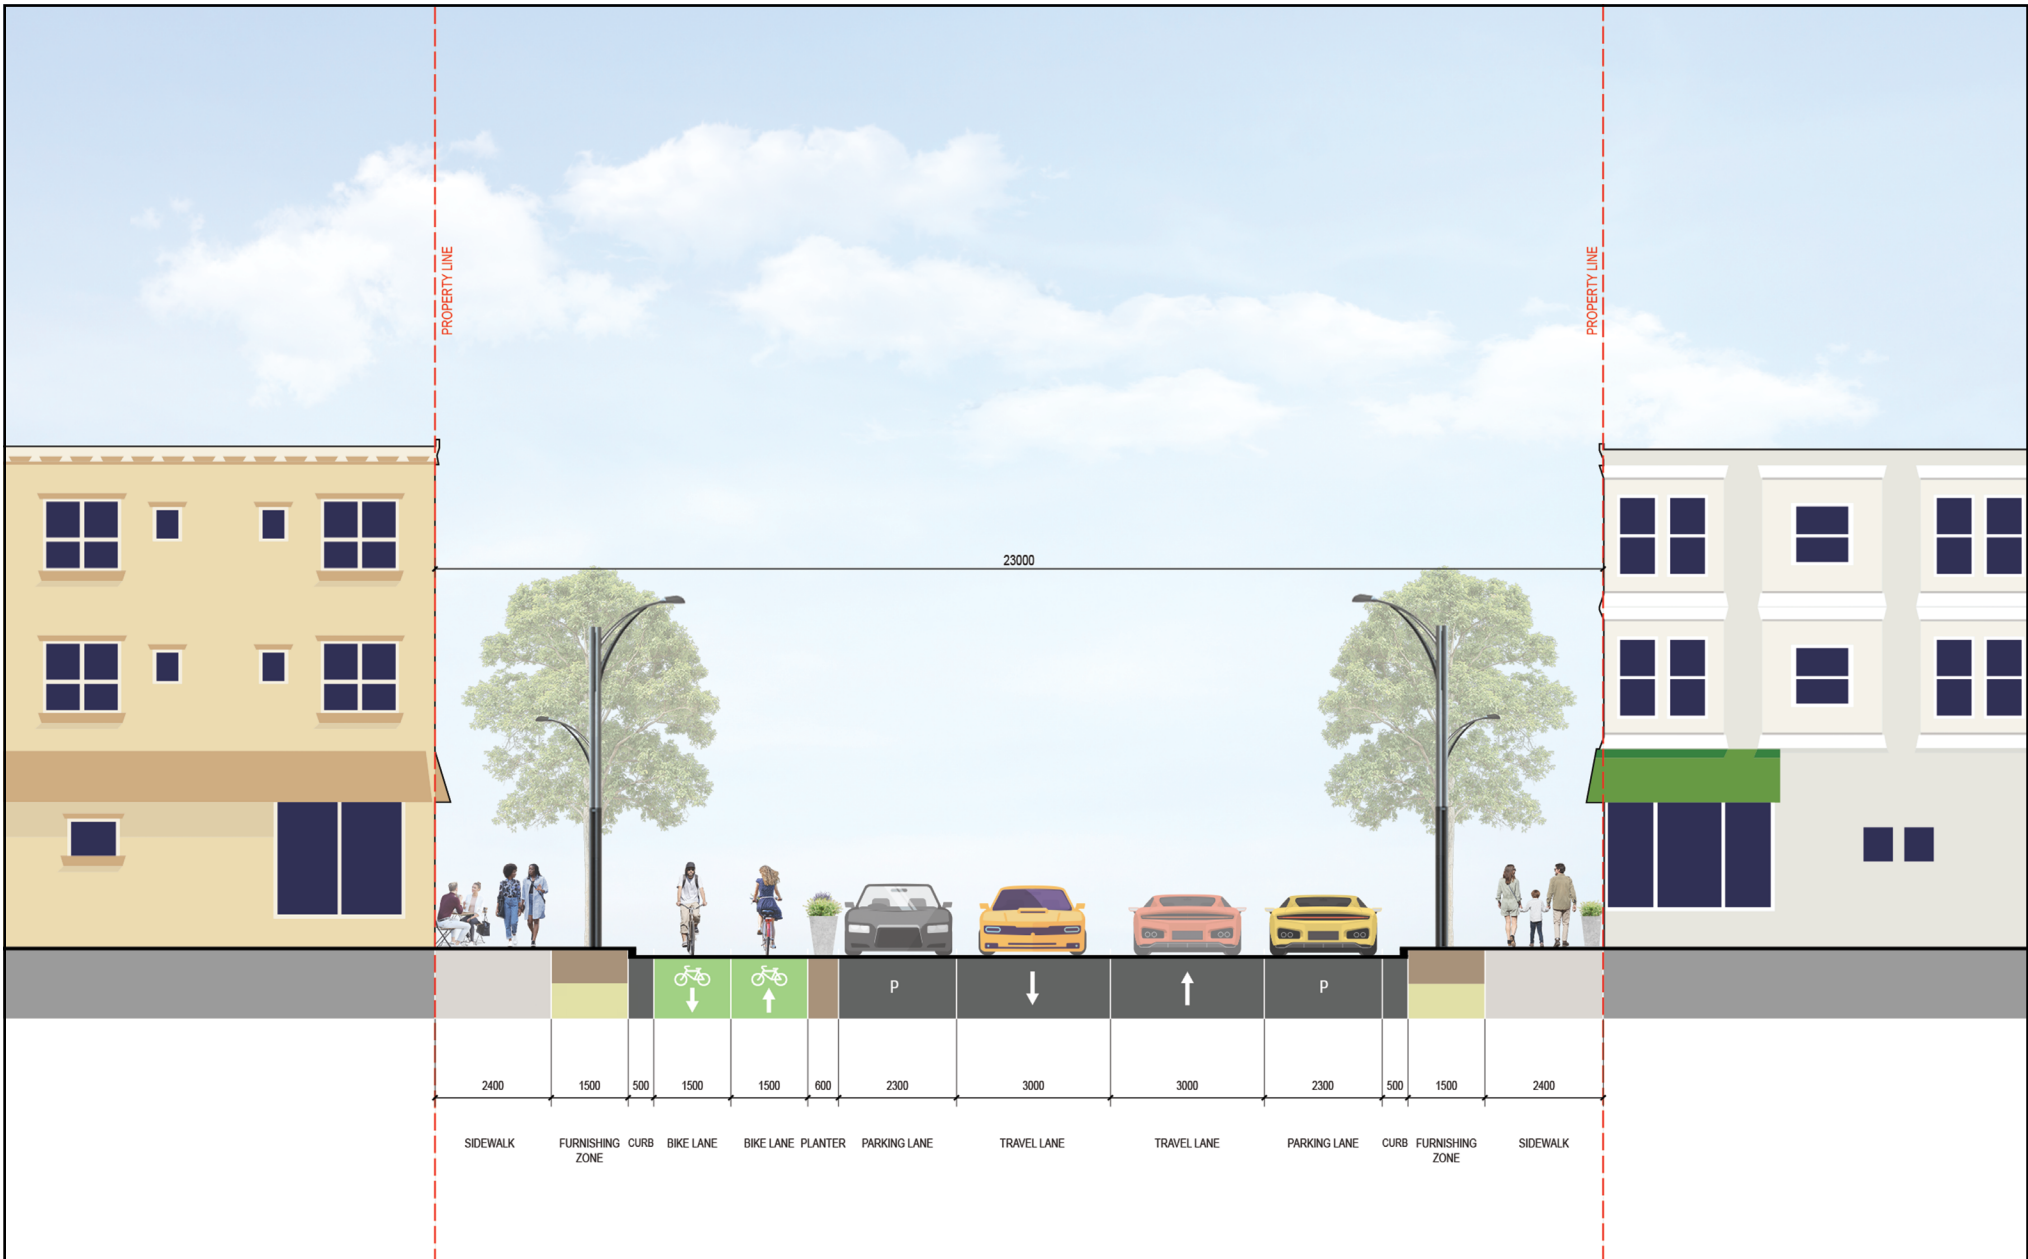 PROPERTY LINE
PROPERTY LINE
23000
P
P
2400 1500 500 1500 1500 600 2300 3000 3000 2300 500 1500 2400
SIDEWALK FURNISHING CURB BIKE LANE BIKE LANE PLANTER PARKING LANE TRAVEL LANE TRAVEL LANE PARKING LANE CURB FURNISHING SIDEWALK
ZONE ZONE